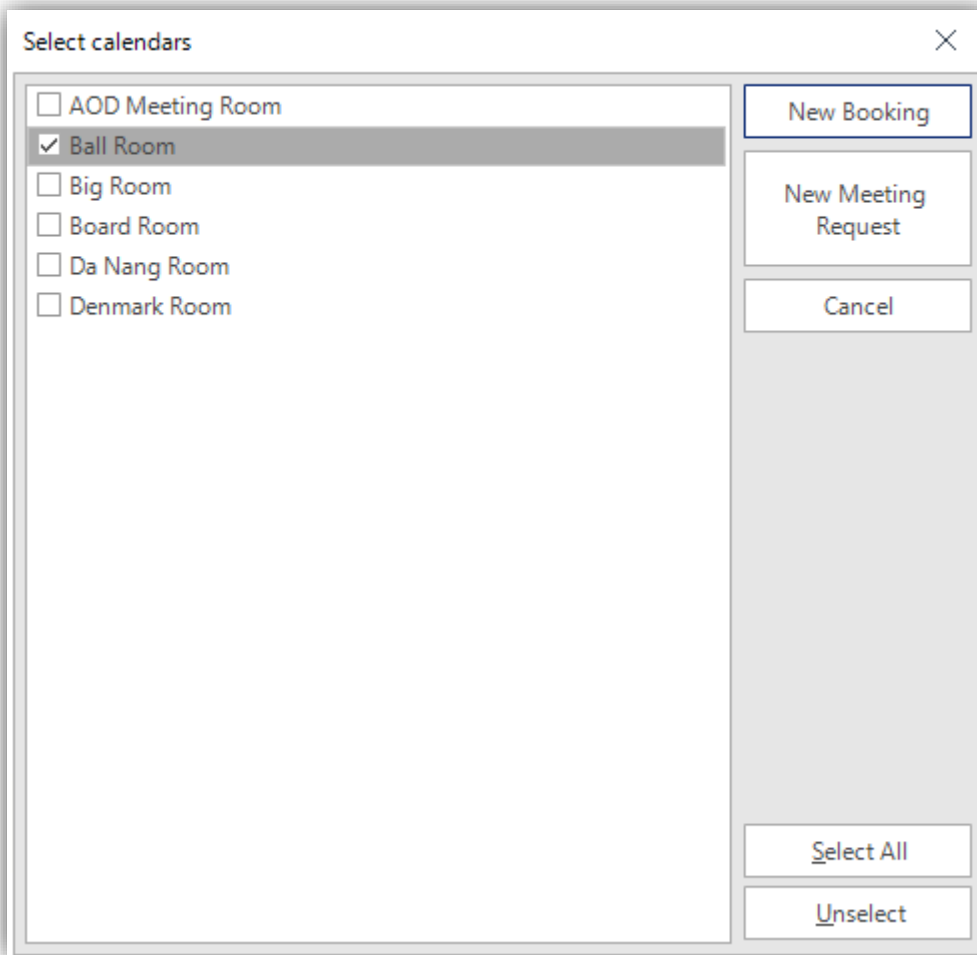 Select calendars
AOD Meeting Room
Ball Room
Big Room
Board Room
Da Nang Room
Denmark Room
New Booking
New Meeting
Request
Cancel
Select All
Unselect